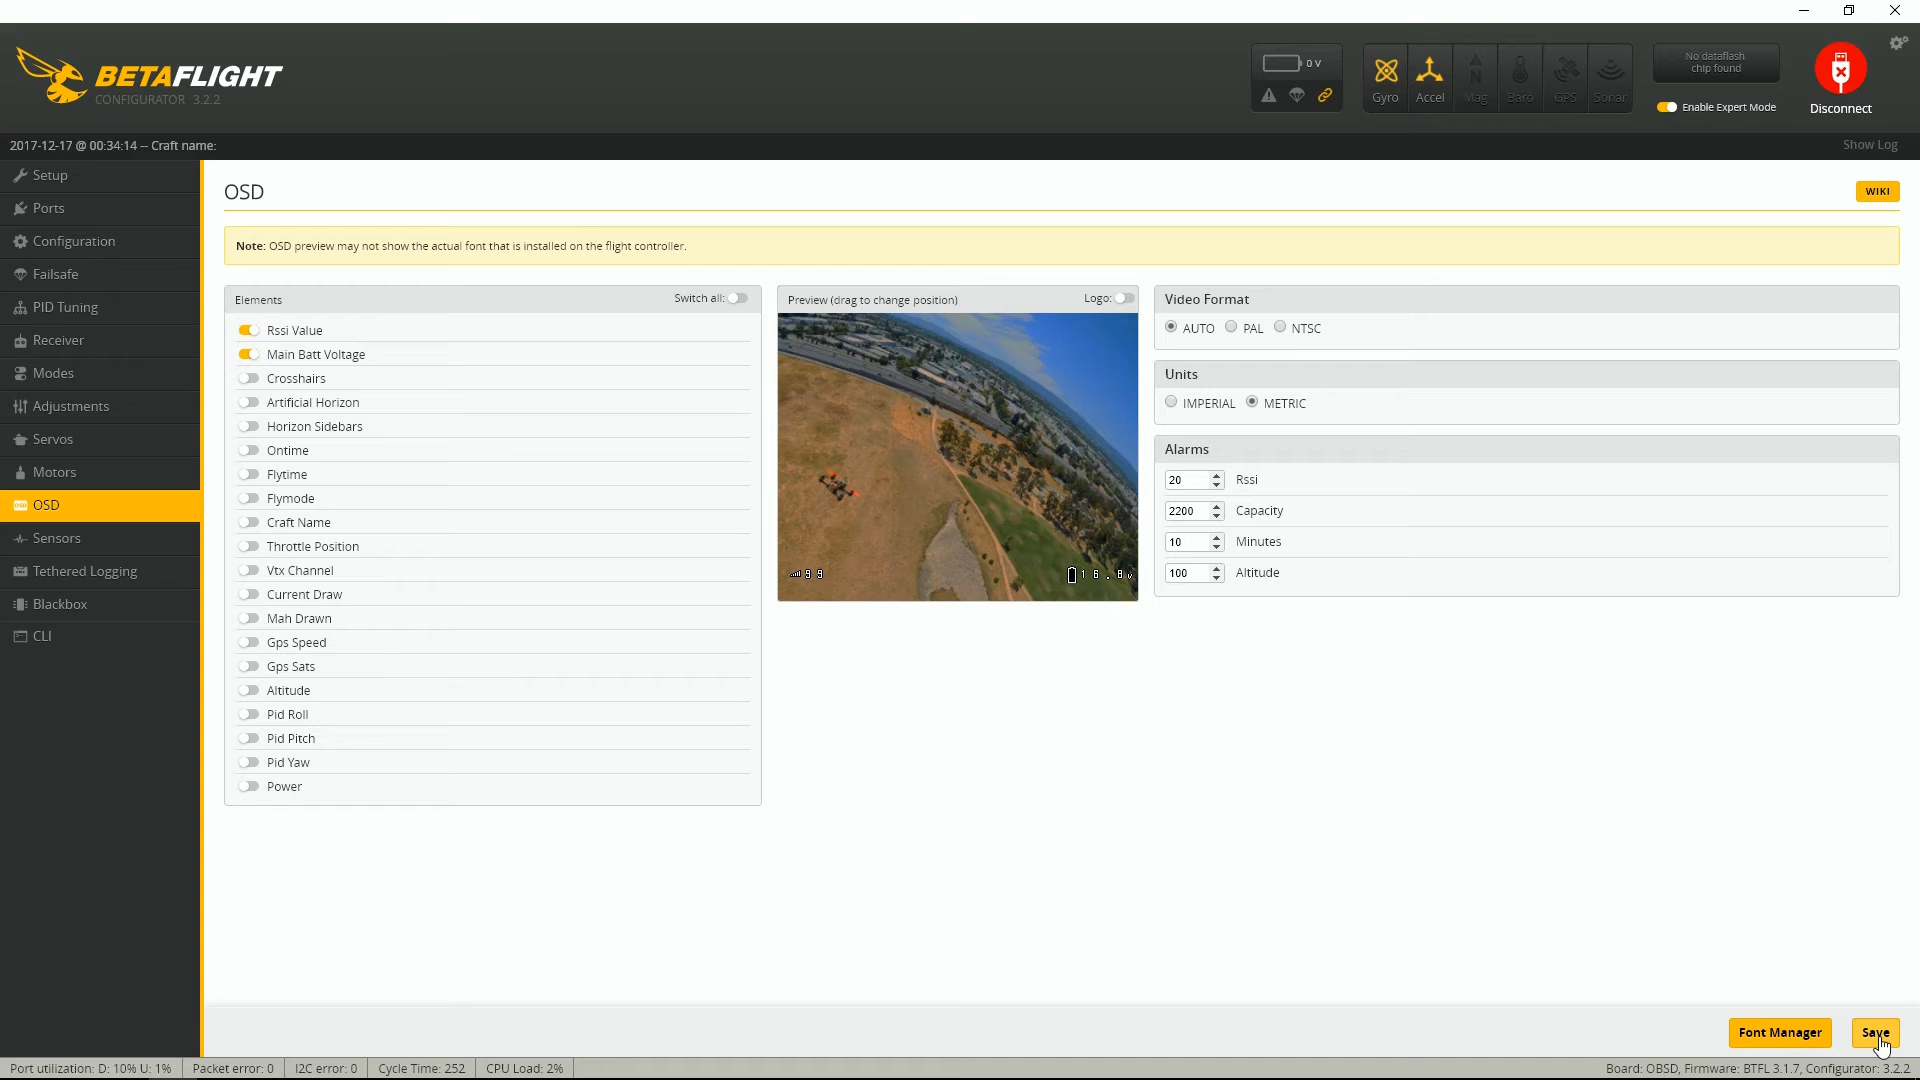 BETAFLIGHT
CONFIGURATOR 3.2.2
0 V
Gyro
Accel
Mag
Baro
GPS
Sonar
No dataflash
chip found
Enable Expert Mode
Disconnect
2017-12-17 @ 00:34:14 -- Craft name:
Show Log
Setup
Ports
Configuration
Failsafe
PID Tuning
Receiver
Modes
Adjustments
Servos
Motors
OSD
Sensors
Tethered Logging
Blackbox
CLI
OSD
WIKI
Note: OSD preview may not show the actual font that is installed on the flight controller.
Elements
Switch all:
Rssi Value
Main Batt Voltage
Crosshairs
Artificial Horizon
Horizon Sidebars
Ontime
Flytime
Flymode
Craft Name
Throttle Position
Vtx Channel
Current Draw
Mah Drawn
Gps Speed
Gps Sats
Altitude
Pid Roll
Pid Pitch
Pid Yaw
Power
Preview (drag to change position)
Logo:
99
16.8v
Video Format
AUTO PAL NTSC
Units
IMPERIAL METRIC
Alarms
20 Rssi
2200 Capacity
10 Minutes
100 Altitude
Font Manager
Save
Port utilization: D: 10% U: 1%
Packet error: 0
I2C error: 0
Cycle Time: 252
CPU Load: 2%
Board: OBSD, Firmware: BTFL 3.1.7, Configurator: 3.2.2